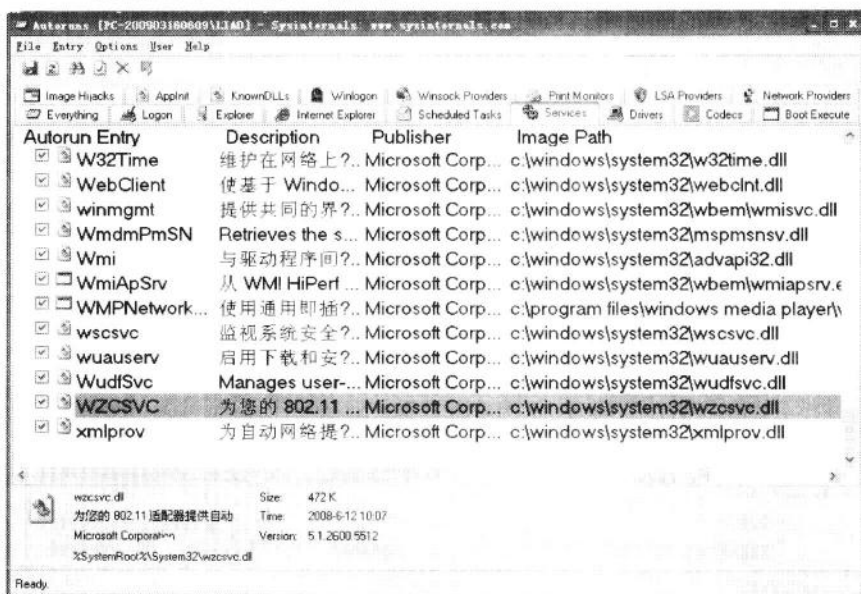 Autoruns [PC-200903160809\LIAD] - Sysinternals: www.sysinternals.com
File Entry Options User Help
Image Hijacks AppInit KnownDLLs Winlogon Winsock Providers Print Monitors LSA Providers Network Providers
Everything Logon Explorer Internet Explorer Scheduled Tasks Services Drivers Codecs Boot Execute
Autorun Entry Description Publisher Image Path
W32Time 维护在网络上?.. Microsoft Corp... c:\windows\system32\w32time.dll
WebClient 使基于 Windo... Microsoft Corp... c:\windows\system32\webclnt.dll
winmgmt 提供共同的界?.. Microsoft Corp... c:\windows\system32\wbem\wmisvc.dll
WmdmPmSN Retrieves the s... Microsoft Corp... c:\windows\system32\mspmsnsv.dll
Wmi 与驱动程序间?.. Microsoft Corp... c:\windows\system32\advapi32.dll
WmiApSrv 从 WMI HiPerf ... Microsoft Corp... c:\windows\system32\wbem\wmiapsrv.e
WMPNetwork... 使用通用即插?.. Microsoft Corp... c:\program files\windows media player\w
wscsvc 监视系统安全?.. Microsoft Corp... c:\windows\system32\wscsvc.dll
wuauserv 启用下载和安?.. Microsoft Corp... c:\windows\system32\wuauserv.dll
WudfSvc Manages user-... Microsoft Corp... c:\windows\system32\wudfsvc.dll
WZCSVC 为您的 802.11 ... Microsoft Corp... c:\windows\system32\wzcsvc.dll
xmlprov 为自动网络提?.. Microsoft Corp... c:\windows\system32\xmlprov.dll
wzcsvc.dll Size: 472 K
为您的 802.11 适配器提供自动 Time: 2008-6-12 10:07
Microsoft Corporation Version: 5.1.2600.5512
%SystemRoot%\System32\wzcsvc.dll
Ready.